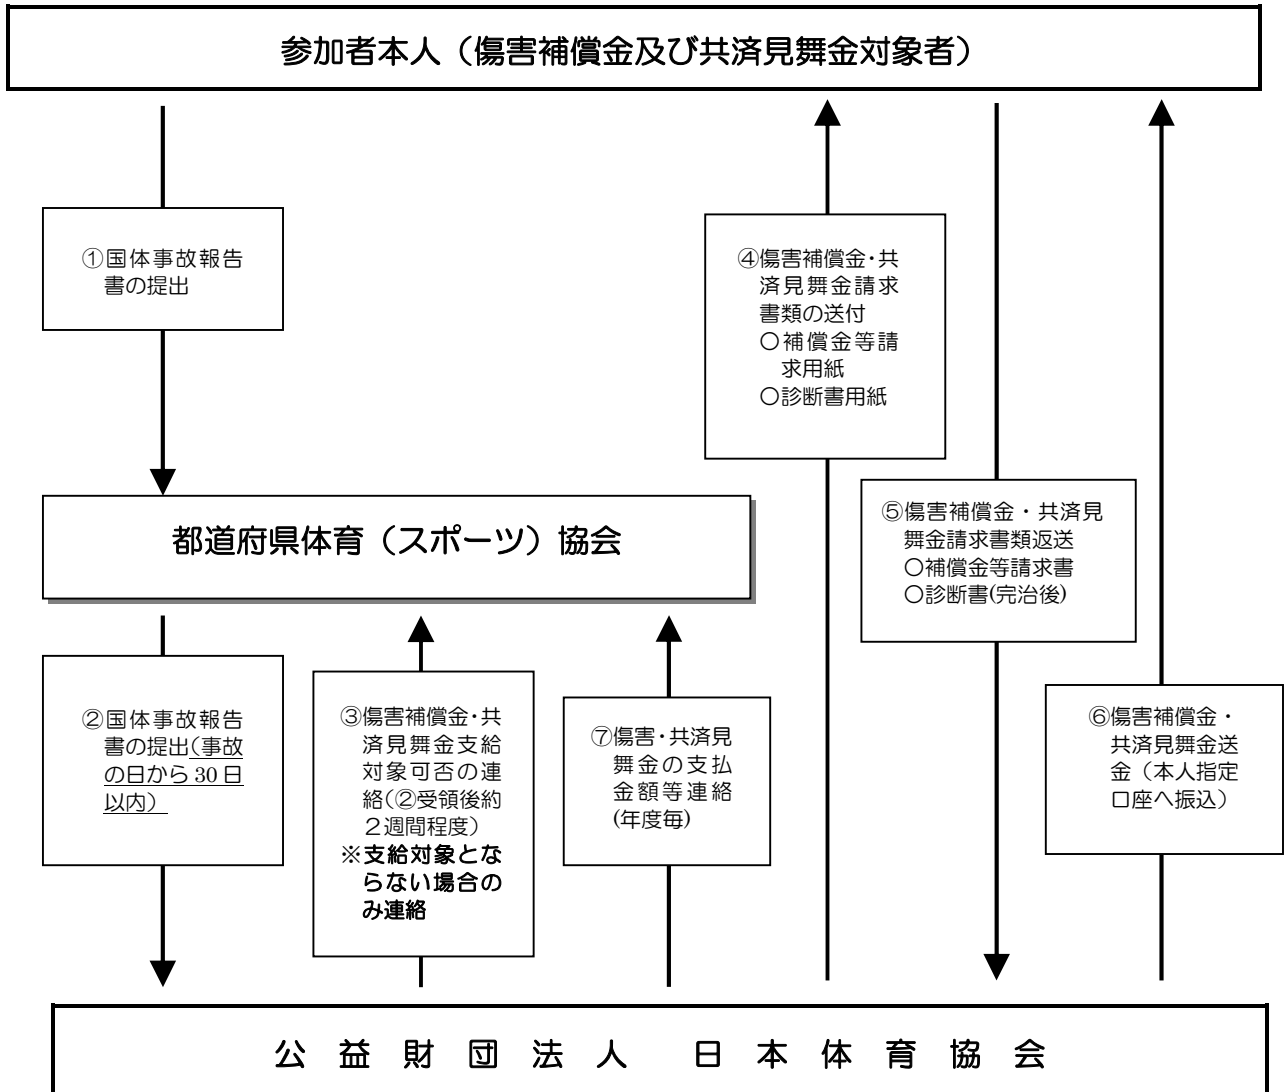 参加者本人（傷害補償金及び共済見舞金対象者）
①国体事故報告
書の提出
④傷害補償金・共
済見舞金請求
書類の送付
○補償金等請
求用紙
○診断書用紙
都道府県体育（スポーツ）協会
⑤傷害補償金・共済見
舞金請求書類返送
○補償金等請求書
○診断書(完治後)
②国体事故報告
書の提出（事故
の日から30日
以内）
③傷害補償金・共
済見舞金支給
対象可否の連
絡（②受領後約
２週間程度）
※支給対象とな
らない場合の
み連絡
⑦傷害・共済見
舞金の支払
金額等連絡
(年度毎)
⑥傷害補償金・
共済見舞金送
金（本人指定
口座へ振込）
公益財団法人　日本体育協会